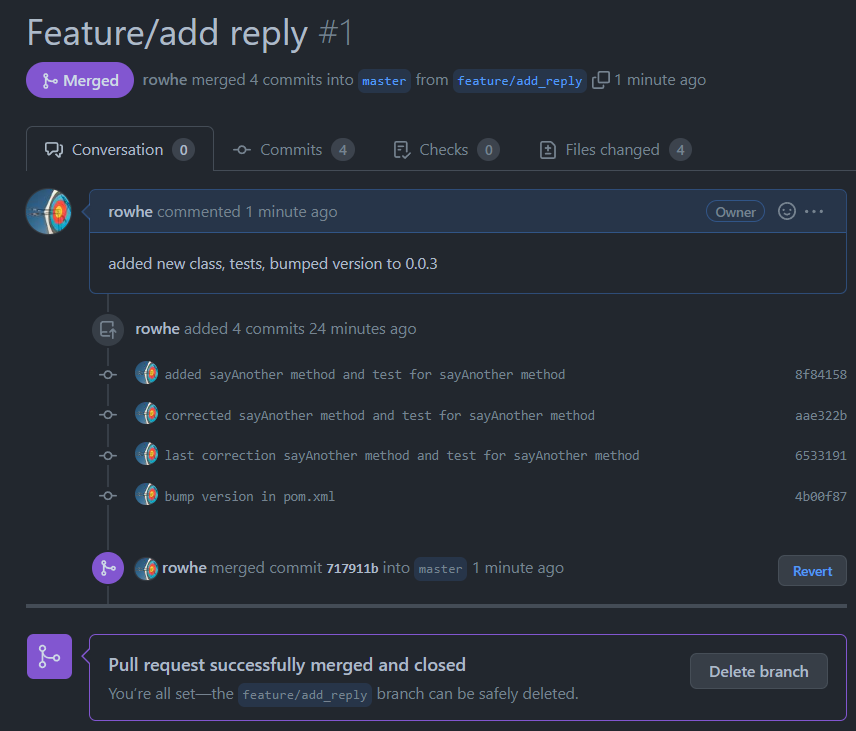 Feature/add reply #1
Merged rowhe merged 4 commits into master from feature/add_reply 1 minute ago
Conversation 0 Commits 4 Checks 0 Files changed 4
rowhe commented 1 minute ago Owner
added new class, tests, bumped version to 0.0.3
rowhe added 4 commits 24 minutes ago
added sayAnother method and test for sayAnother method 8f84158
corrected sayAnother method and test for sayAnother method aae322b
last correction sayAnother method and test for sayAnother method 6533191
bump version in pom.xml 4b00f87
rowhe merged commit 717911b into master 1 minute ago Revert
Pull request successfully merged and closed
You're all set—the feature/add_reply branch can be safely deleted.
Delete branch